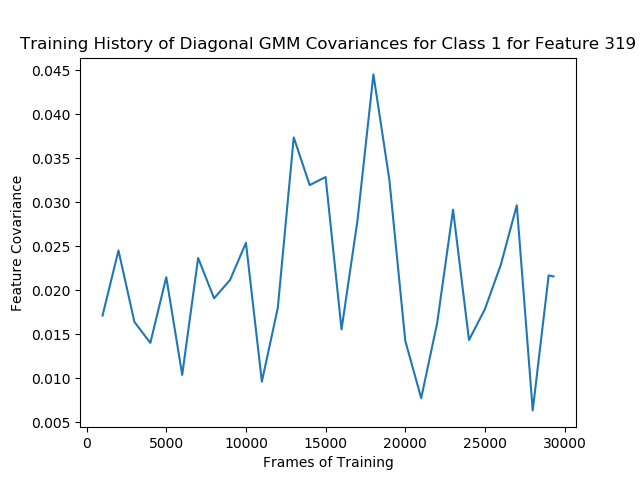 Training History of Diagonal GMM Covariances for Class 1 for Feature 319
0.045
0.040
0.035
0.030
0.025
0.020
0.015
0.010
0.005
Feature Covariance
0 5000 10000 15000 20000 25000 30000
Frames of Training